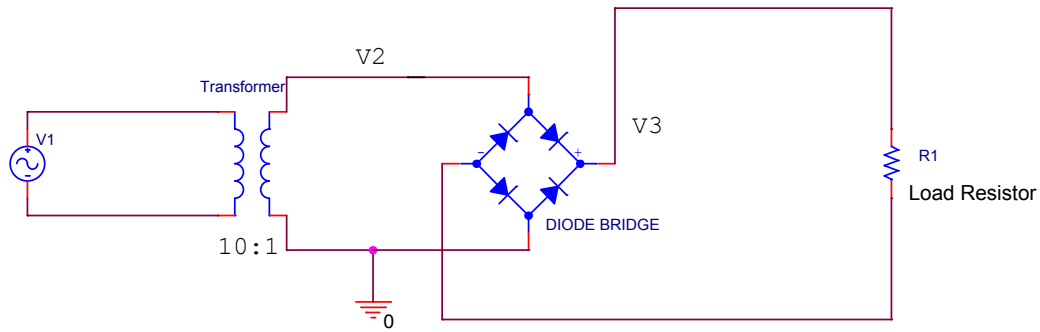 V2
Transformer
V1
V3
R1
Load Resistor
DIODE BRIDGE
10:1
0